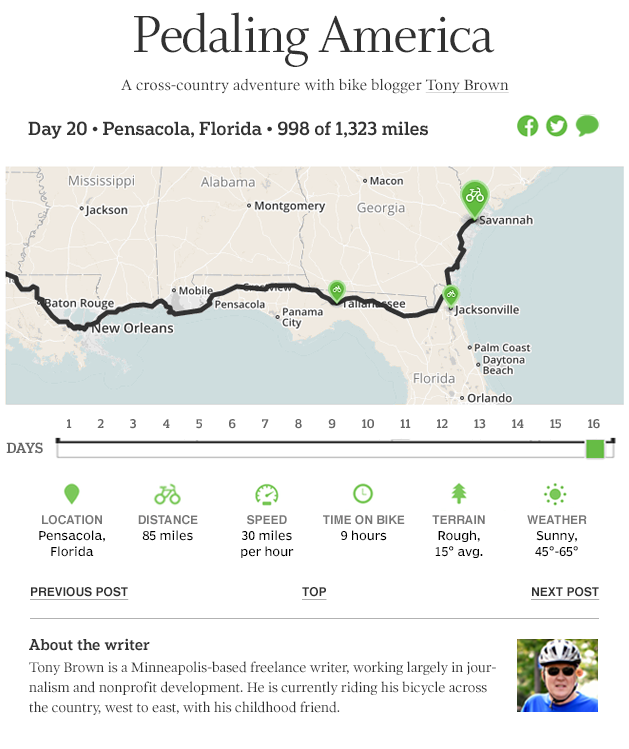 Pedaling America
A cross-country adventure with bike blogger Tony Brown
Day 20 • Pensacola, Florida • 998 of 1,323 miles
Mississippi
Alabama
Macon
Jackson
Montgomery
Georgia
Savannah
Mobile
Crestview
Baton Rouge
Pensacola
Tallahassee
Panama
City
Jacksonville
New Orleans
Palm Coast
Daytona
Beach
Florida
Orlando
1 2 3 4 5 6 7 8 9 10 11 12 13 14 15 16
DAYS
LOCATION DISTANCE SPEED TIME ON BIKE TERRAIN WEATHER
Pensacola, 85 miles 30 miles 9 hours Rough, Sunny,
Florida per hour 15° avg. 45°-65°
PREVIOUS POST TOP NEXT POST
About the writer
Tony Brown is a Minneapolis-based freelance writer, working largely in jour-
nalism and nonprofit development. He is currently riding his bicycle across
the country, west to east, with his childhood friend.